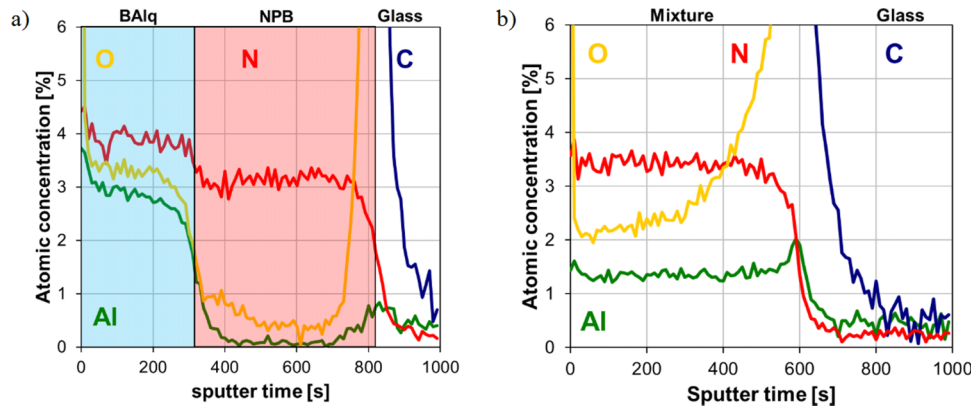 a)
BAlq NPB Glass
O N C
Al
6
5
4
3
2
1
0
0 200 400 600 800 1000
Atomic concentration [%]
sputter time [s]
b)
Mixture Glass
O N C
Al
6
5
4
3
2
1
0
0 200 400 600 800 1000
Atomic concentration [%]
Sputter time [s]